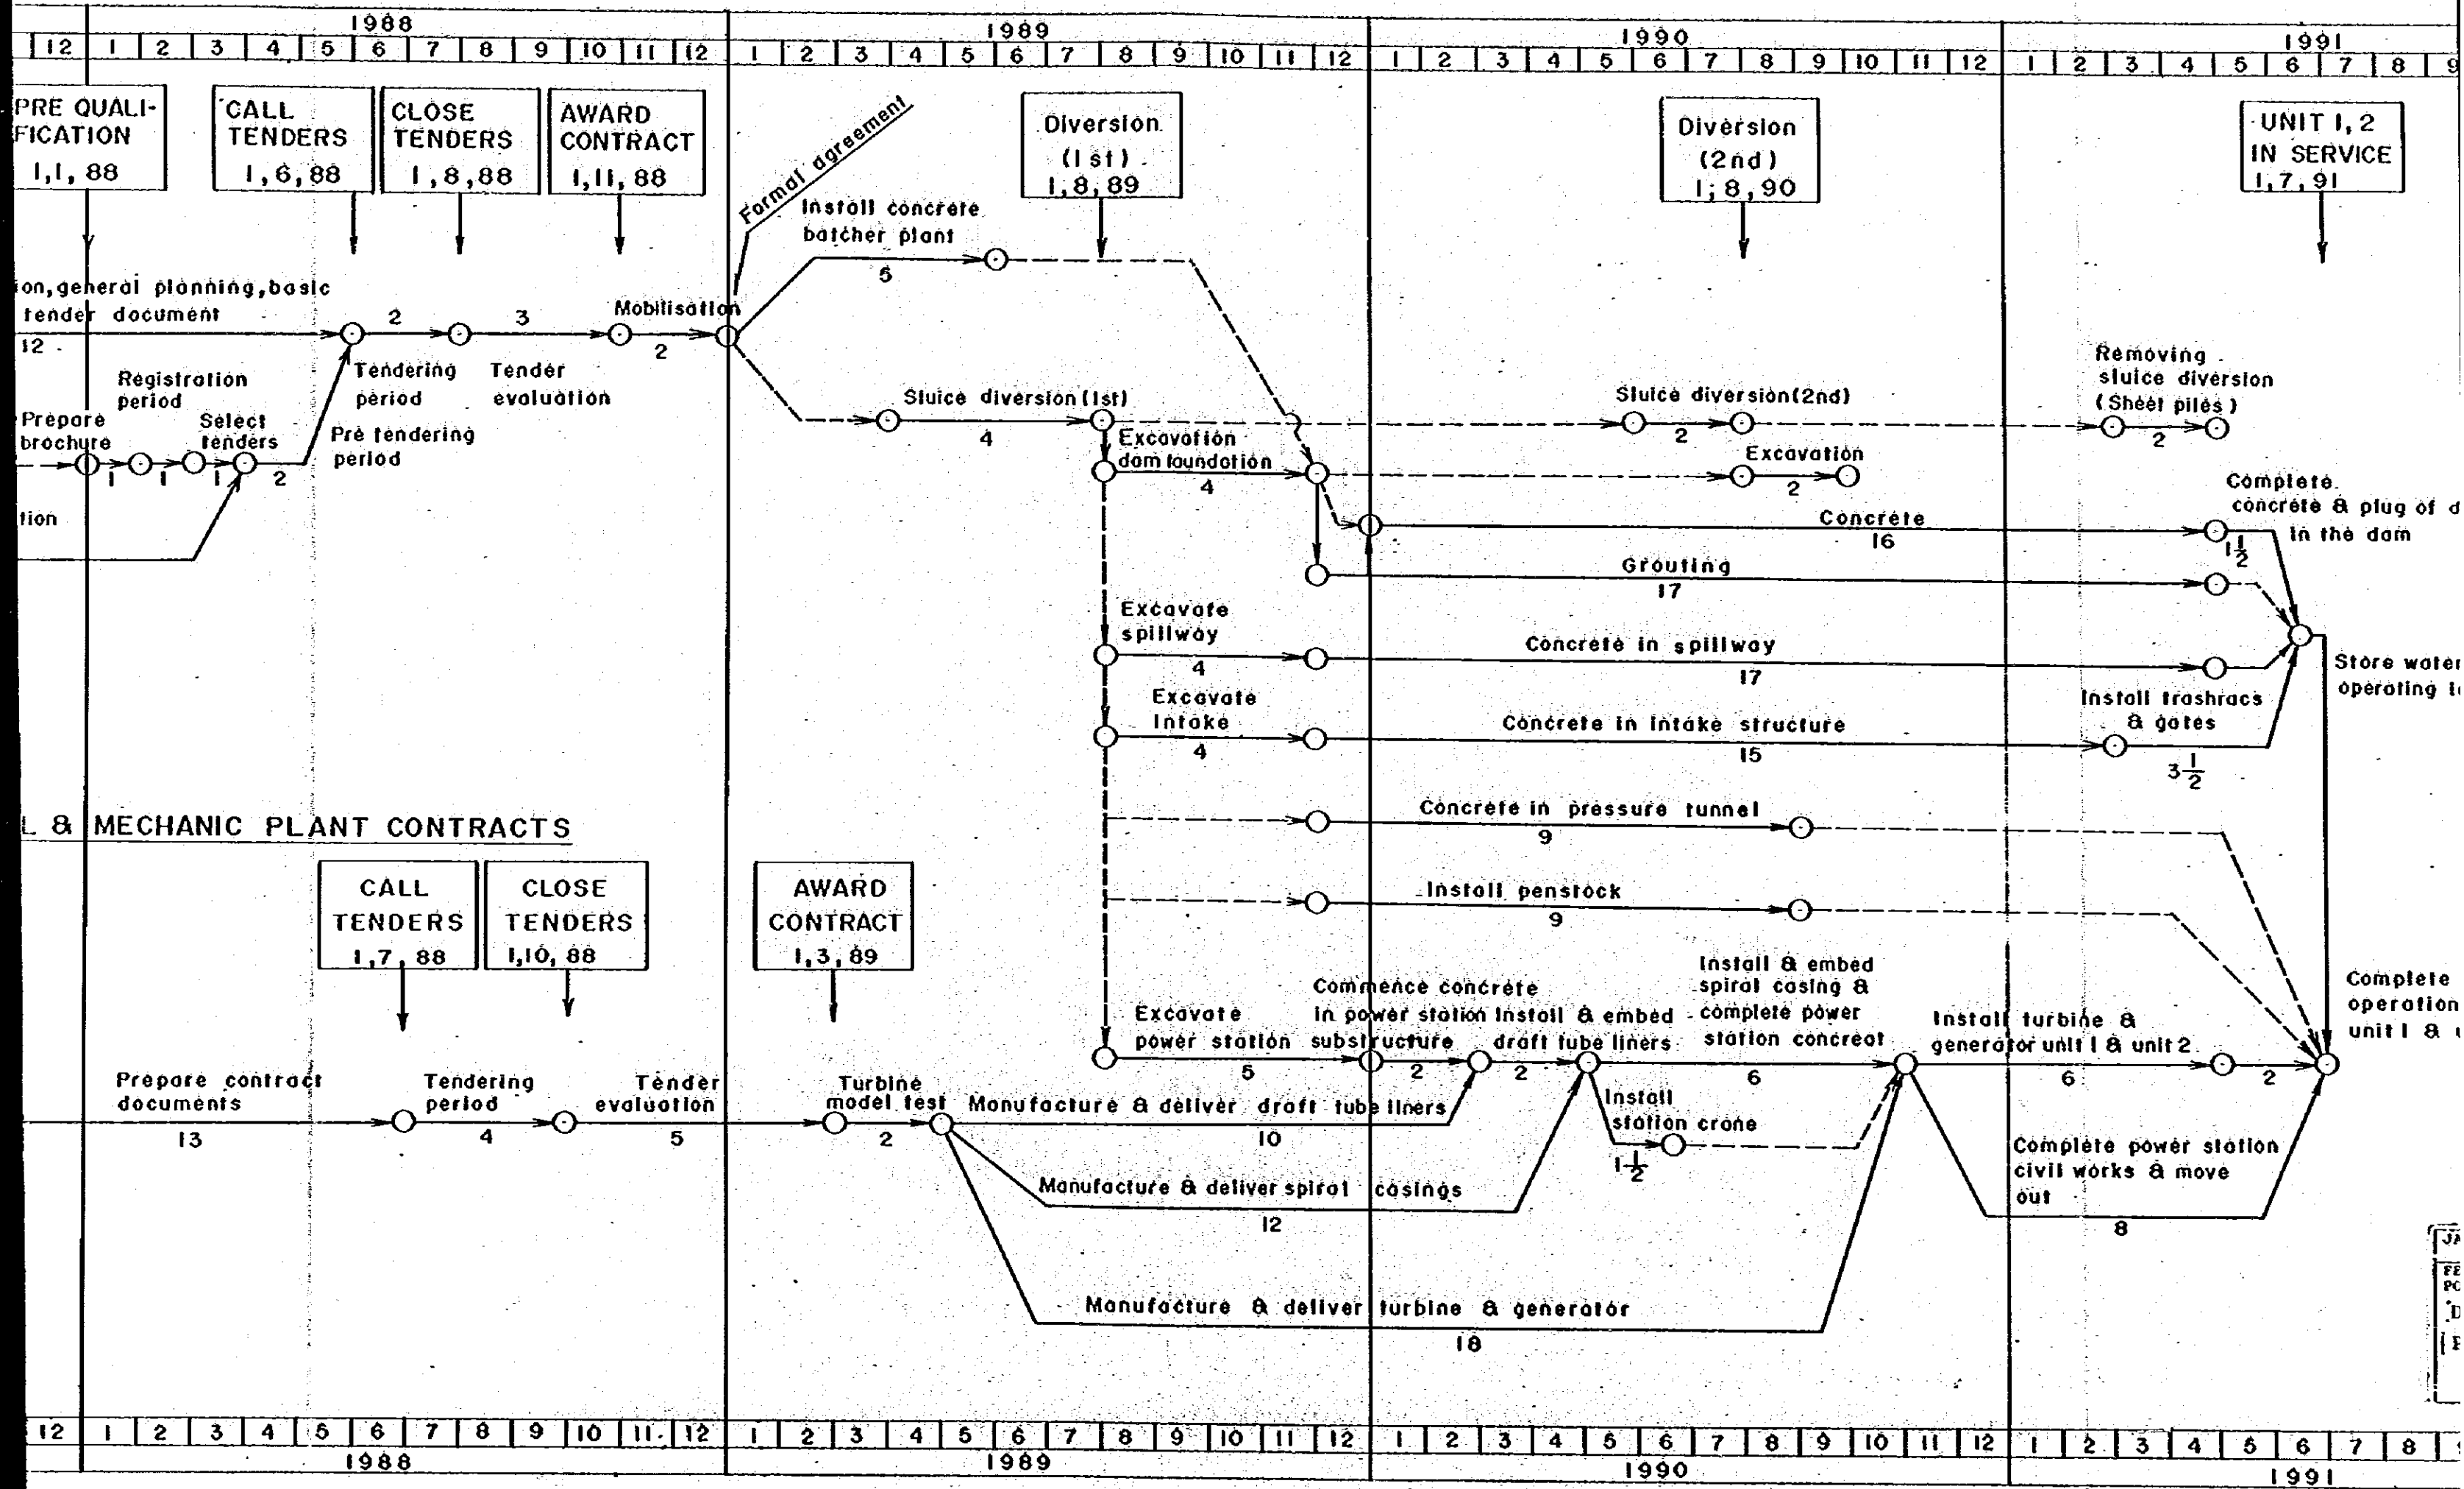 1988 1989 1990 1991
12 1 2 3 4 5 6 7 8 9 10 11 12 1 2 3 4 5 6 7 8 9 10 11 12 1 2 3 4 5 6 7 8 9 10 11 12 1 2 3 4 5 6 7 8 9
PRE QUALI-
FICATION
1,1, 88
CALL
TENDERS
1,6,88
CLOSE
TENDERS
1,8,88
AWARD
CONTRACT
1,11,88
Formal agreement
Diversion
(1st)
1,8,89
Diversion
(2nd)
1,8,90
UNIT 1,2
IN SERVICE
1,7,91
Install concrete
batcher plant
5
ion, general planning, basic
tender document
12
2
3
Mobilisation
2
Tendering
period
Tender
evaluation
Registration
period
Prepare
brochure
Select
tenders
Pre tendering
period
1
1
1
2
tion
Sluice diversion (1st)
4
Sluice diversion (2nd)
2
Removing
sluice diversion
(Sheet piles)
2
Excavation
dam foundation
4
Excavation
2
Complete
concrete & plug of d
in the dam
Concrete
16
1 1/2
Grouting
17
Excavate
spillway
4
Concrete in spillway
17
Store water
operating t
Excavate
Intake
4
Concrete in intake structure
15
Install trashracs
& gates
3 1/2
Concrete in pressure tunnel
9
L & MECHANIC PLANT CONTRACTS
CALL
TENDERS
1,7,88
CLOSE
TENDERS
1,10,88
AWARD
CONTRACT
1,3,89
Install penstock
9
Excavate
power station
5
Commence concrete
in power station
substructure
2
Install & embed
draft tube liners
2
Install & embed
spiral casing &
complete power
station concreat
6
Install turbine &
generator unit 1 & unit 2
6
2
Complete
operation
unit 1 & u
Prepare contract
documents
13
Tendering
period
4
Tender
evaluation
5
Turbine
model test
2
Manufacture & deliver draft tube liners
10
Install
station crane
1 1/2
Manufacture & deliver spiral casings
12
Complete power station
civil works & move
out
8
Manufacture & deliver turbine & generator
18
JA
FE
PO
D
12 1 2 3 4 5 6 7 8 9 10 11 12 1 2 3 4 5 6 7 8 9 10 11 12 1 2 3 4 5 6 7 8 9 10 11 12 1 2 3 4 5 6 7 8
1988 1989 1990 1991